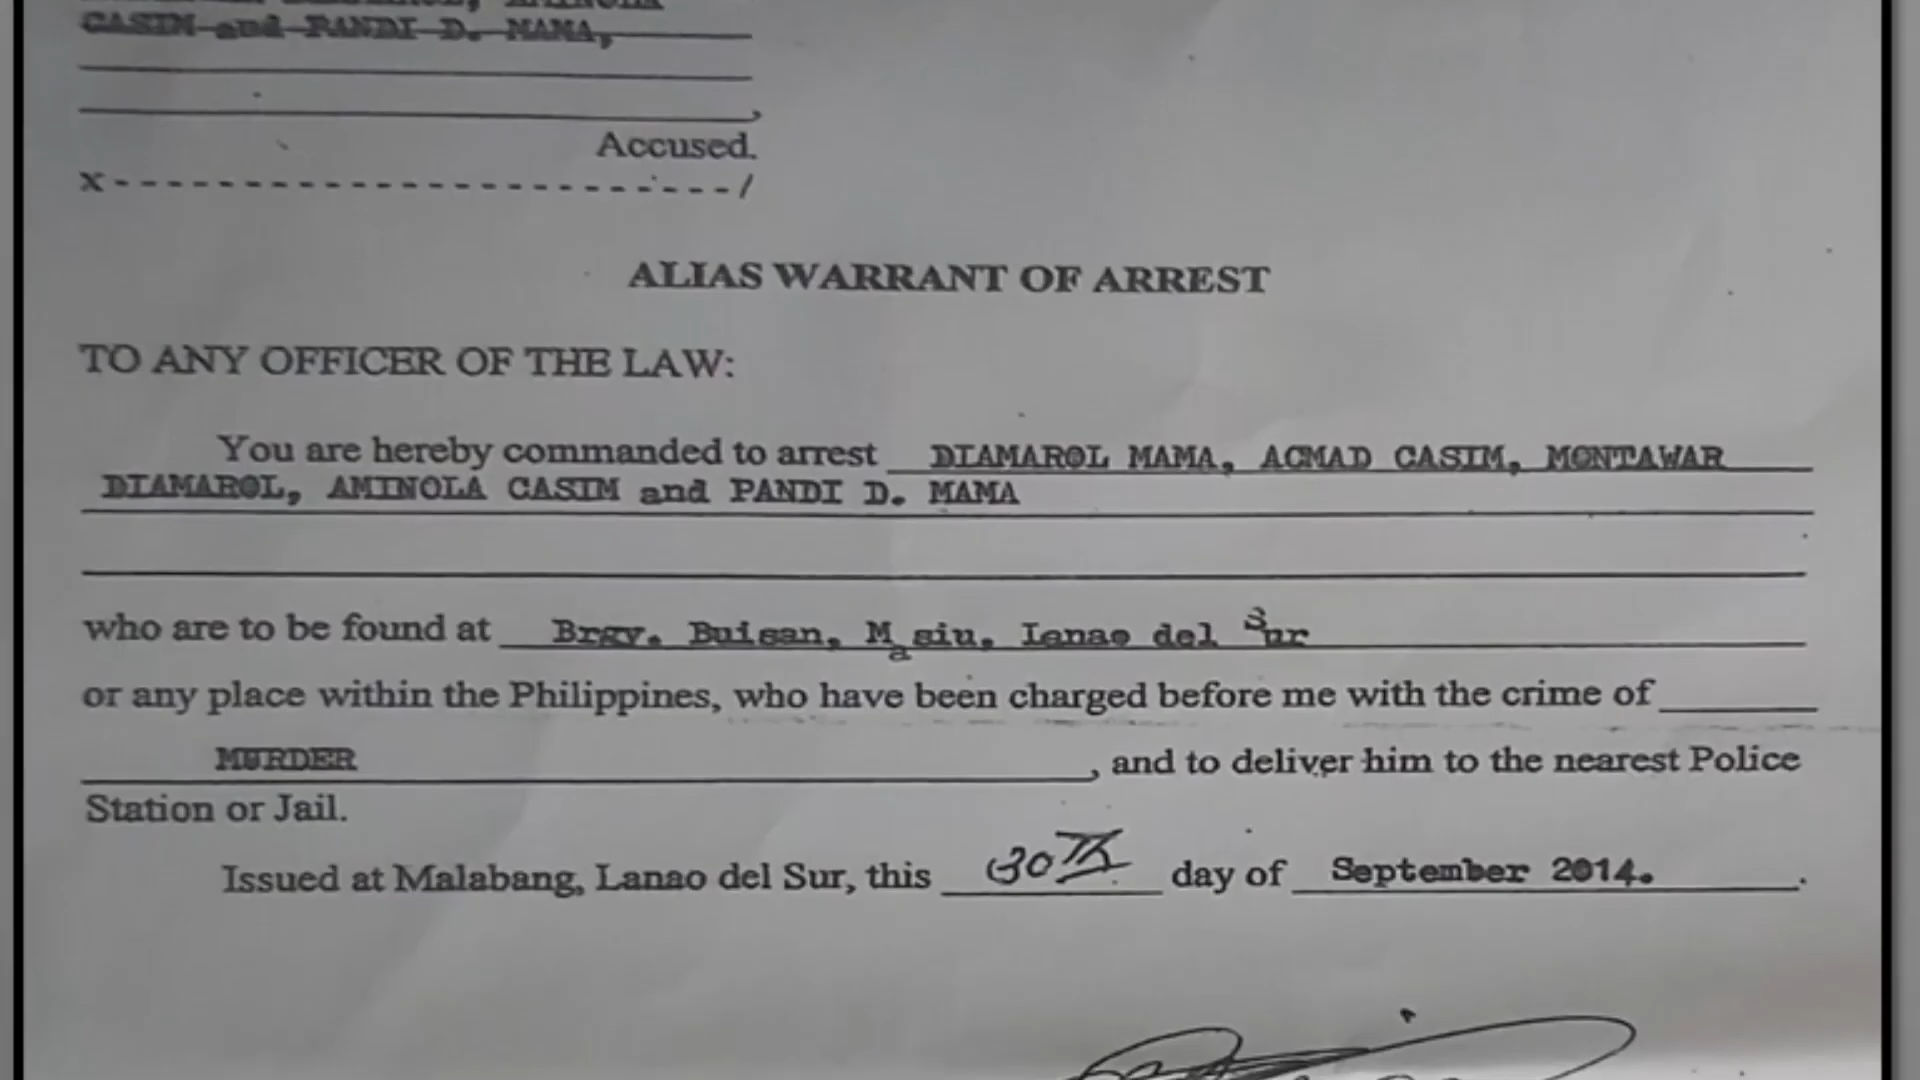 CASIM and PANDI D. MAMA,
Accused.
x---------------------------/
ALIAS WARRANT OF ARREST
TO ANY OFFICER OF THE LAW:
You are hereby commanded to arrest DIAMAROL MAMA, ACMAD CASIM, MONTAWAR
DIAMAROL, AMINOLA CASIM and PANDI D. MAMA
who are to be found at Brgy. Buisan, Masiu, Lanao del Sur
or any place within the Philippines, who have been charged before me with the crime of
MURDER, and to deliver him to the nearest Police
Station or Jail.
Issued at Malabang, Lanao del Sur, this 30th day of September 2014..